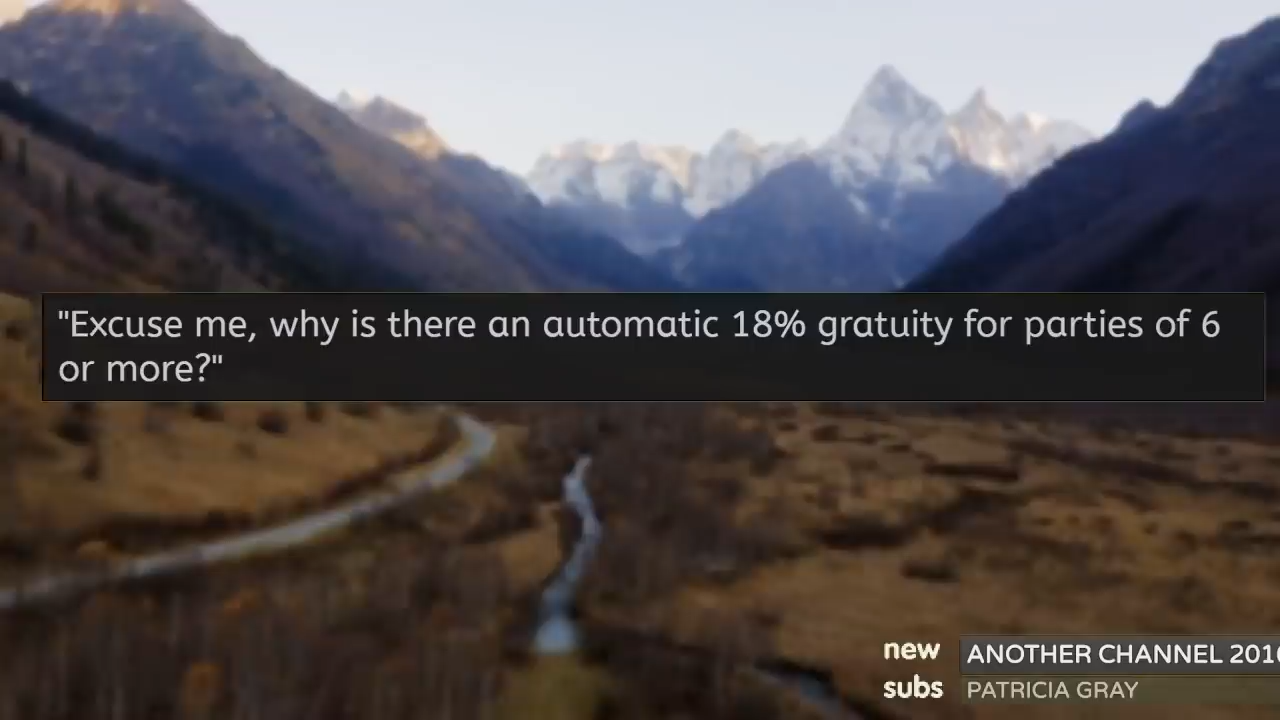 "Excuse me, why is there an automatic 18% gratuity for parties of 6
or more?"
new
subs
ANOTHER CHANNEL 201
PATRICIA GRAY